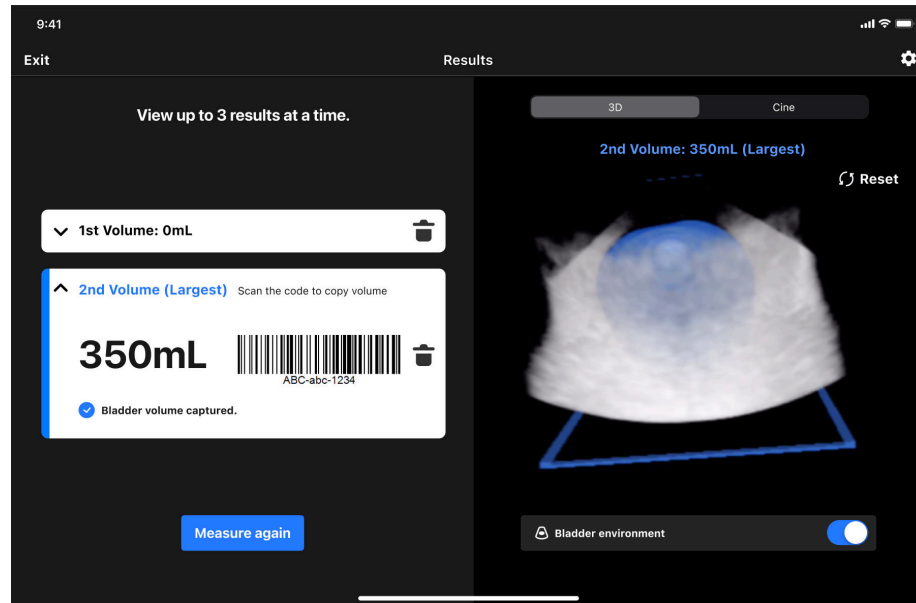 9:41
Exit
Results
View up to 3 results at a time.
1st Volume: 0mL
2nd Volume (Largest) Scan the code to copy volume
350mL
ABC-abc-1234
Bladder volume captured.
Measure again
3D
Cine
2nd Volume: 350mL (Largest)
Reset
Bladder environment